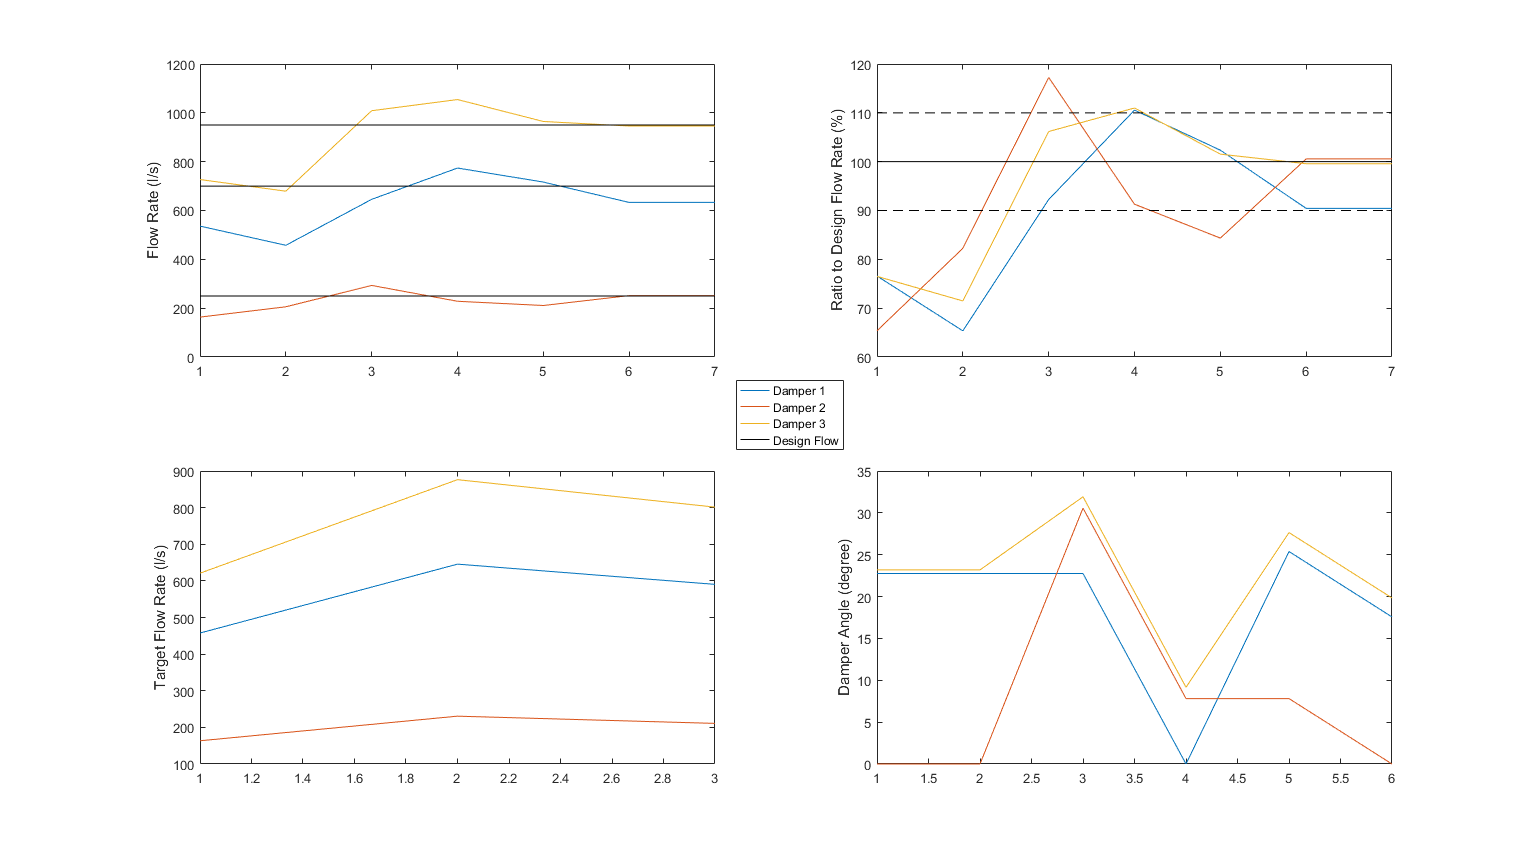 1200
1000
800
600
400
200
0
Flow Rate (l/s)
1 2 3 4 5 6 7
120
110
100
90
80
70
60
Ratio to Design Flow Rate (%)
1 2 3 4 5 6 7
Damper 1
Damper 2
Damper 3
Design Flow
900
800
700
600
500
400
300
200
100
Target Flow Rate (l/s)
1 1.2 1.4 1.6 1.8 2 2.2 2.4 2.6 2.8 3
35
30
25
20
15
10
5
0
Damper Angle (degree)
1 1.5 2 2.5 3 3.5 4 4.5 5 5.5 6